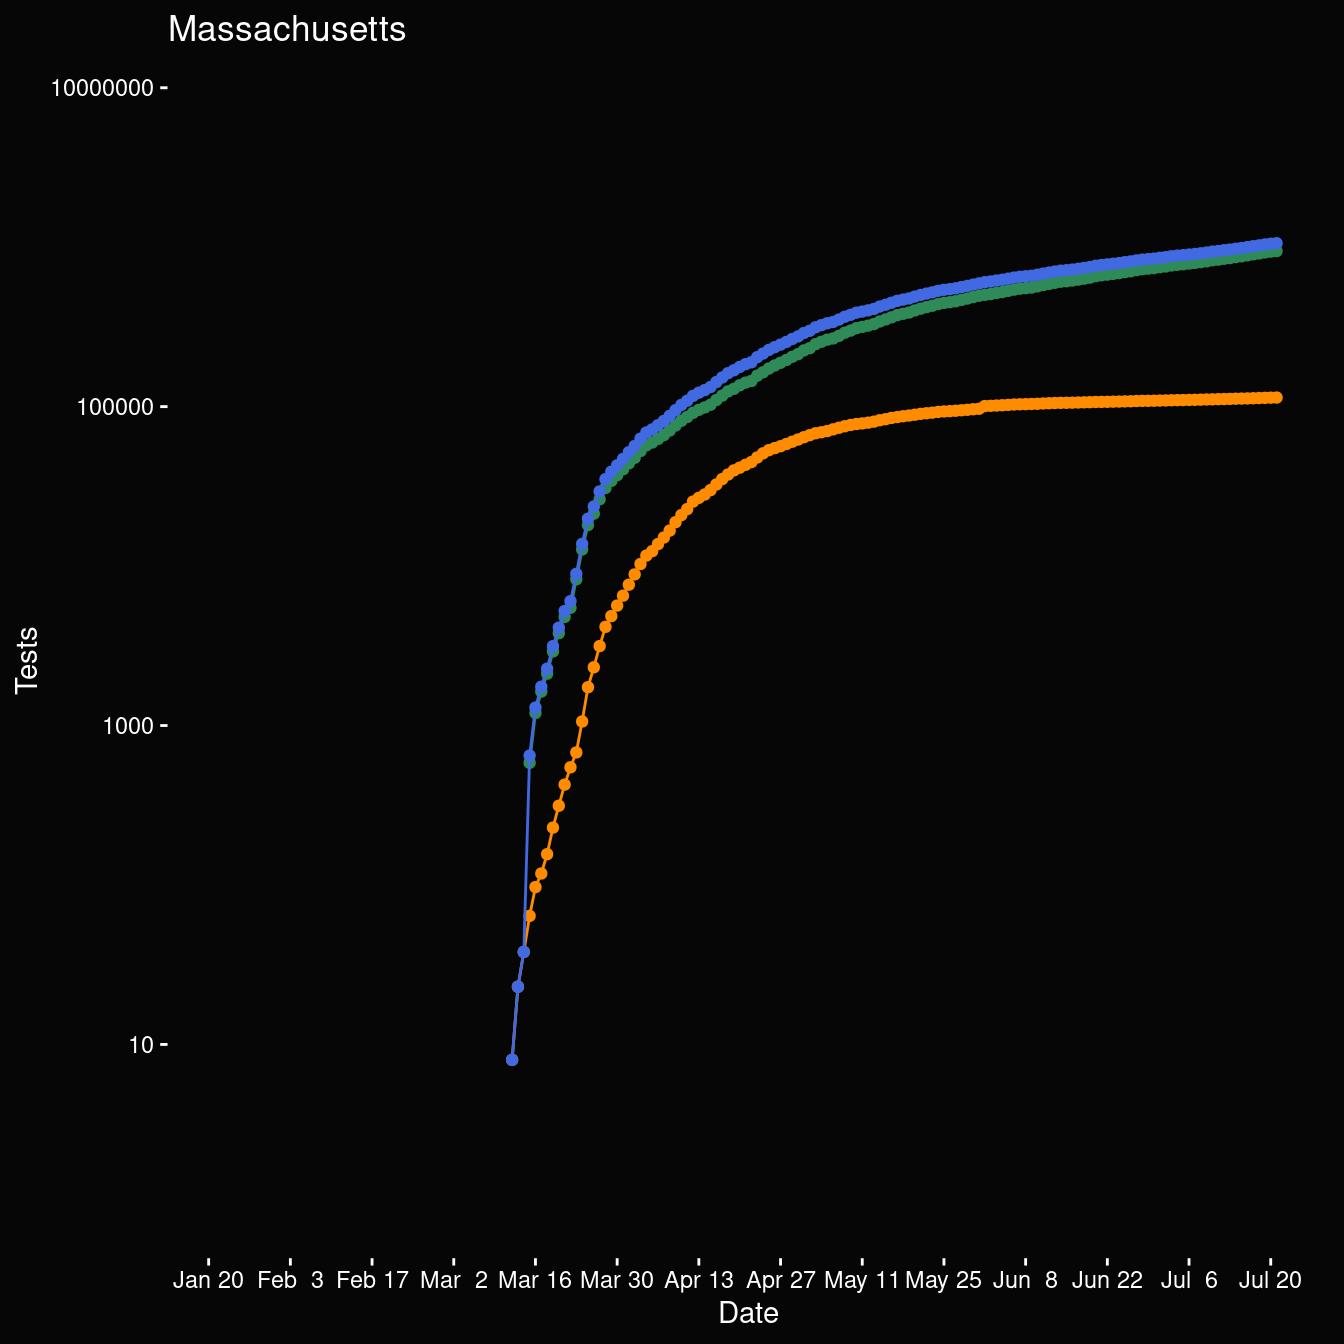 Massachusetts
10000000
100000
1000
10
Tests
Jan 20 Feb  3 Feb 17 Mar  2 Mar 16 Mar 30 Apr 13 Apr 27 May 11 May 25 Jun  8 Jun 22 Jul  6 Jul 20
Date